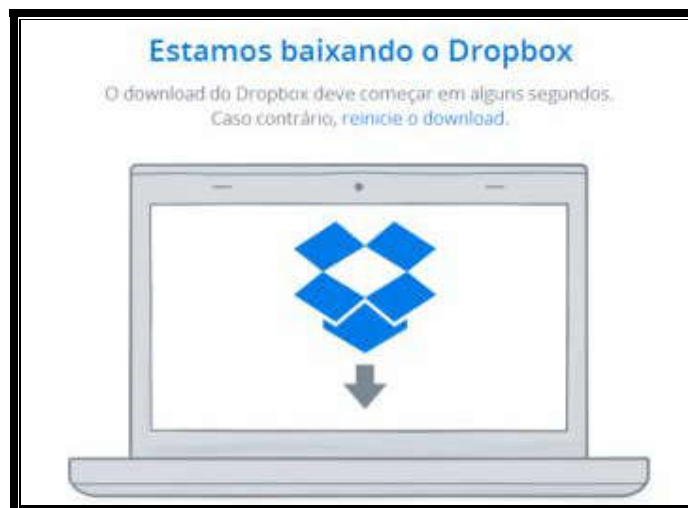 Estamos baixando o Dropbox
O download do Dropbox deve começar em alguns segundos.
Caso contrário, reinicie o download.